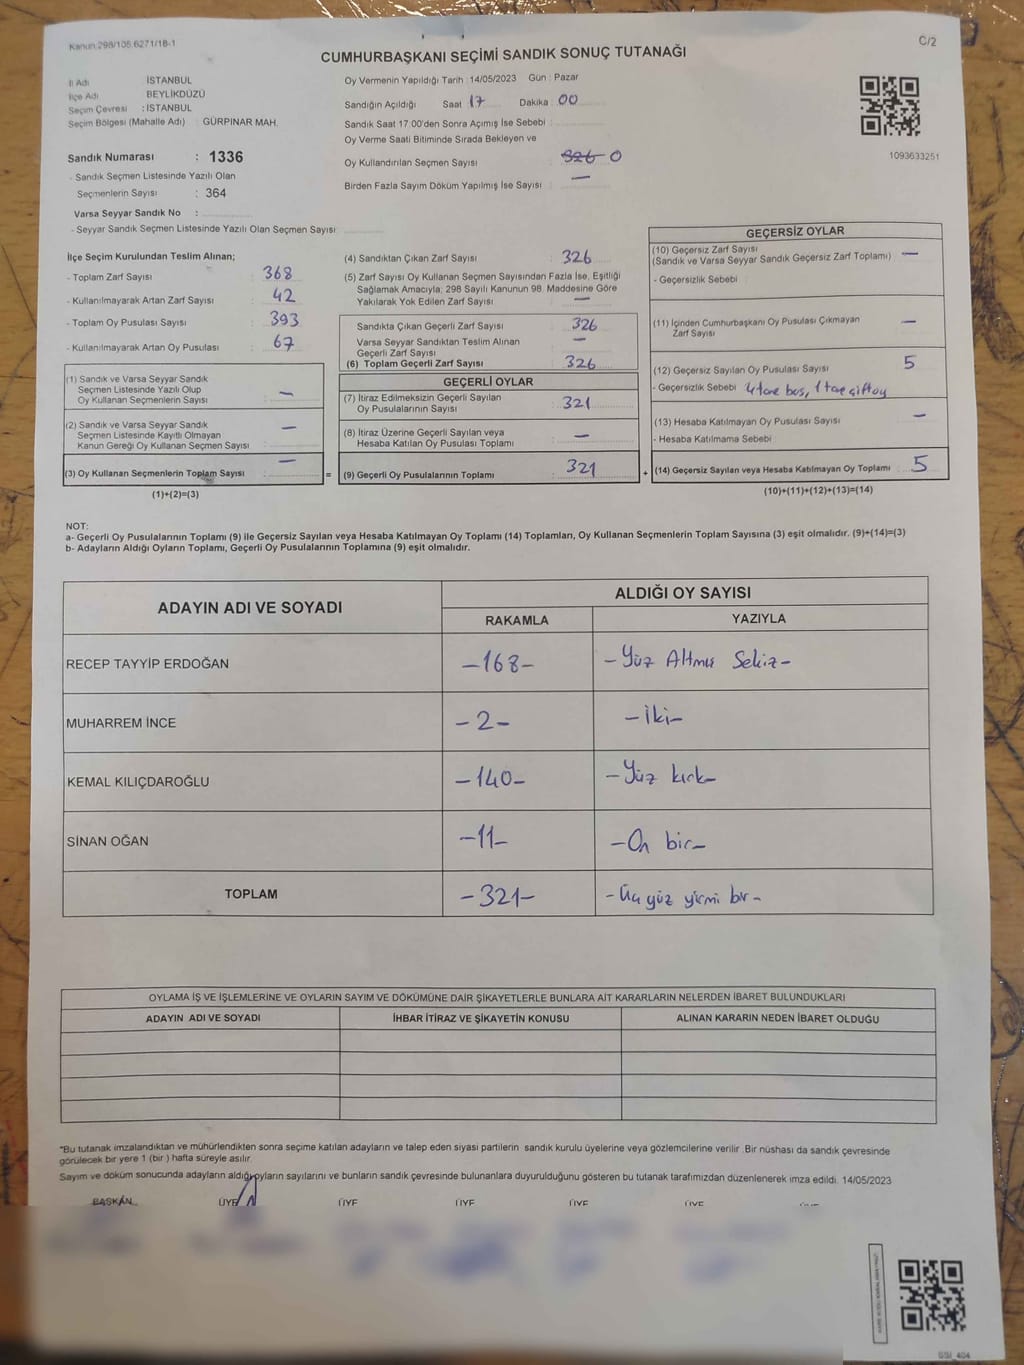 Kanun.298/105.6271/18-1
C/2
CUMHURBAŞKANI SEÇİMİ SANDIK SONUÇ TUTANAĞI
İl Adı İSTANBUL
İlçe Adı BEYLİKDÜZÜ
Seçim Çevresi : İSTANBUL
Seçim Bölgesi (Mahalle Adı) : GÜRPINAR MAH.
Sandık Numarası : 1336
- Sandık Seçmen Listesinde Yazılı Olan
Seçmenlerin Sayısı : 364
Varsa Seyyar Sandık No :
- Seyyar Sandık Seçmen Listesinde Yazılı Olan Seçmen Sayısı
Oy Vermenin Yapıldığı Tarih : 14/05/2023 Gün : Pazar
Sandığın Açıldığı Saat 17 Dakika 00
Sandık Saat 17.00'den Sonra Açımış İse Sebebi
Oy Verme Saati Bitiminde Sırada Bekleyen ve
Oy Kullandırılan Seçmen Sayısı : 326 0
Birden Fazla Sayım Döküm Yapılmış İse Sayısı : —
1093633251
İlçe Seçim Kurulundan Teslim Alınan;
- Toplam Zarf Sayısı : 368
- Kullanılmayarak Artan Zarf Sayısı : 42
- Toplam Oy Pusulası Sayısı : 393
- Kullanılmayarak Artan Oy Pusulası : 67
(1) Sandık ve Varsa Seyyar Sandık
Seçmen Listesinde Yazılı Olup
Oy Kullanan Seçmenlerin Sayısı : —
(2) Sandık ve Varsa Seyyar Sandık
Seçmen Listesinde Kayıtlı Olmayan
Kanun Gereği Oy Kullanan Seçmen Sayısı : —
(3) Oy Kullanan Seçmenlerin Toplam Sayısı : —
(1)+(2)=(3)
=
(4) Sandıktan Çıkan Zarf Sayısı : 326
(5) Zarf Sayısı Oy Kullanan Seçmen Sayısından Fazla İse, Eşitliği
Sağlamak Amacıyla; 298 Sayılı Kanunun 98. Maddesine Göre
Yakılarak Yok Edilen Zarf Sayısı : —
Sandıkta Çıkan Geçerli Zarf Sayısı : 326
Varsa Seyyar Sandıktan Teslim Alınan
Geçerli Zarf Sayısı : —
(6) Toplam Geçerli Zarf Sayısı : 326
GEÇERLİ OYLAR
(7) İtiraz Edilmeksizin Geçerli Sayılan
Oy Pusulalarının Sayısı : 321
(8) İtiraz Üzerine Geçerli Sayılan veya
Hesaba Katılan Oy Pusulası Toplamı : —
(9) Geçerli Oy Pusulalarının Toplamı : 321
+
GEÇERSİZ OYLAR
(10) Geçersiz Zarf Sayısı
(Sandık ve Varsa Seyyar Sandık Geçersiz Zarf Toplamı) —
- Geçersizlik Sebebi :
(11) İçinden Cumhurbaşkanı Oy Pusulası Çıkmayan
Zarf Sayısı —
(12) Geçersiz Sayılan Oy Pusulası Sayısı 5
- Geçersizlik Sebebi 4 tane boş, 1 tane çift oy
(13) Hesaba Katılmayan Oy Pusulası Sayısı —
- Hesaba Katılmama Sebebi
(14) Geçersiz Sayılan veya Hesaba Katılmayan Oy Toplamı : 5
(10)+(11)+(12)+(13)=(14)
NOT:
a- Geçerli Oy Pusulalarının Toplamı (9) ile Geçersiz Sayılan veya Hesaba Katılmayan Oy Toplamı (14) Toplamları, Oy Kullanan Seçmenlerin Toplam Sayısına (3) eşit olmalıdır. (9)+(14)=(3)
b- Adayların Aldığı Oyların Toplamı, Geçerli Oy Pusulalarının Toplamına (9) eşit olmalıdır.
ADAYIN ADI VE SOYADI
ALDIĞI OY SAYISI
RAKAMLA YAZIYLA
RECEP TAYYİP ERDOĞAN -168- -Yüz Altmış Sekiz-
MUHARREM İNCE -2- -İki-
KEMAL KILIÇDAROĞLU -140- -Yüz kırk-
SİNAN OĞAN -11- -On bir-
TOPLAM -321- -Üç yüz yirmi bir-
OYLAMA İŞ VE İŞLEMLERİNE VE OYLARIN SAYIM VE DÖKÜMÜNE DAİR ŞİKAYETLERLE BUNLARA AİT KARARLARIN NELERDEN İBARET BULUNDUKLARI
ADAYIN ADI VE SOYADI İHBAR İTİRAZ VE ŞİKAYETİN KONUSU ALINAN KARARIN NEDEN İBARET OLDUĞU
*Bu tutanak imzalandıktan ve mühürlendikten sonra seçime katılan adayların ve talep eden siyasi partilerin sandık kurulu üyelerine veya gözlemcilerine verilir. Bir nüshası da sandık çevresinde
görülecek bir yere 1 (bir) hafta süreyle asılır.
Sayım ve döküm sonucunda adayların aldığı oyların sayılarını ve bunların sandık çevresinde bulunanlara duyurulduğunu gösteren bu tutanak tarafımızdan düzenlenerek imza edildi. 14/05/2023
BAŞKAN ÜYE ÜYE ÜYE ÜYE ÜYE